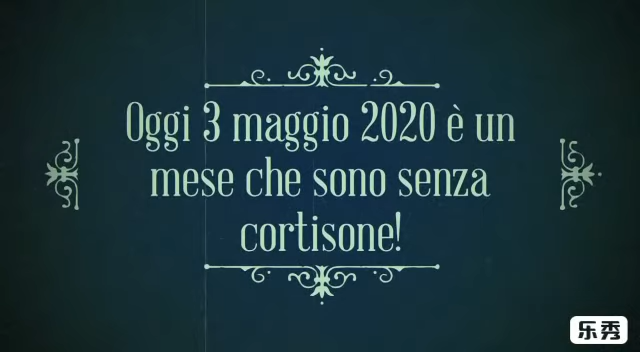 Oggi 3 maggio 2020 è un
mese che sono senza
cortisone!
乐秀